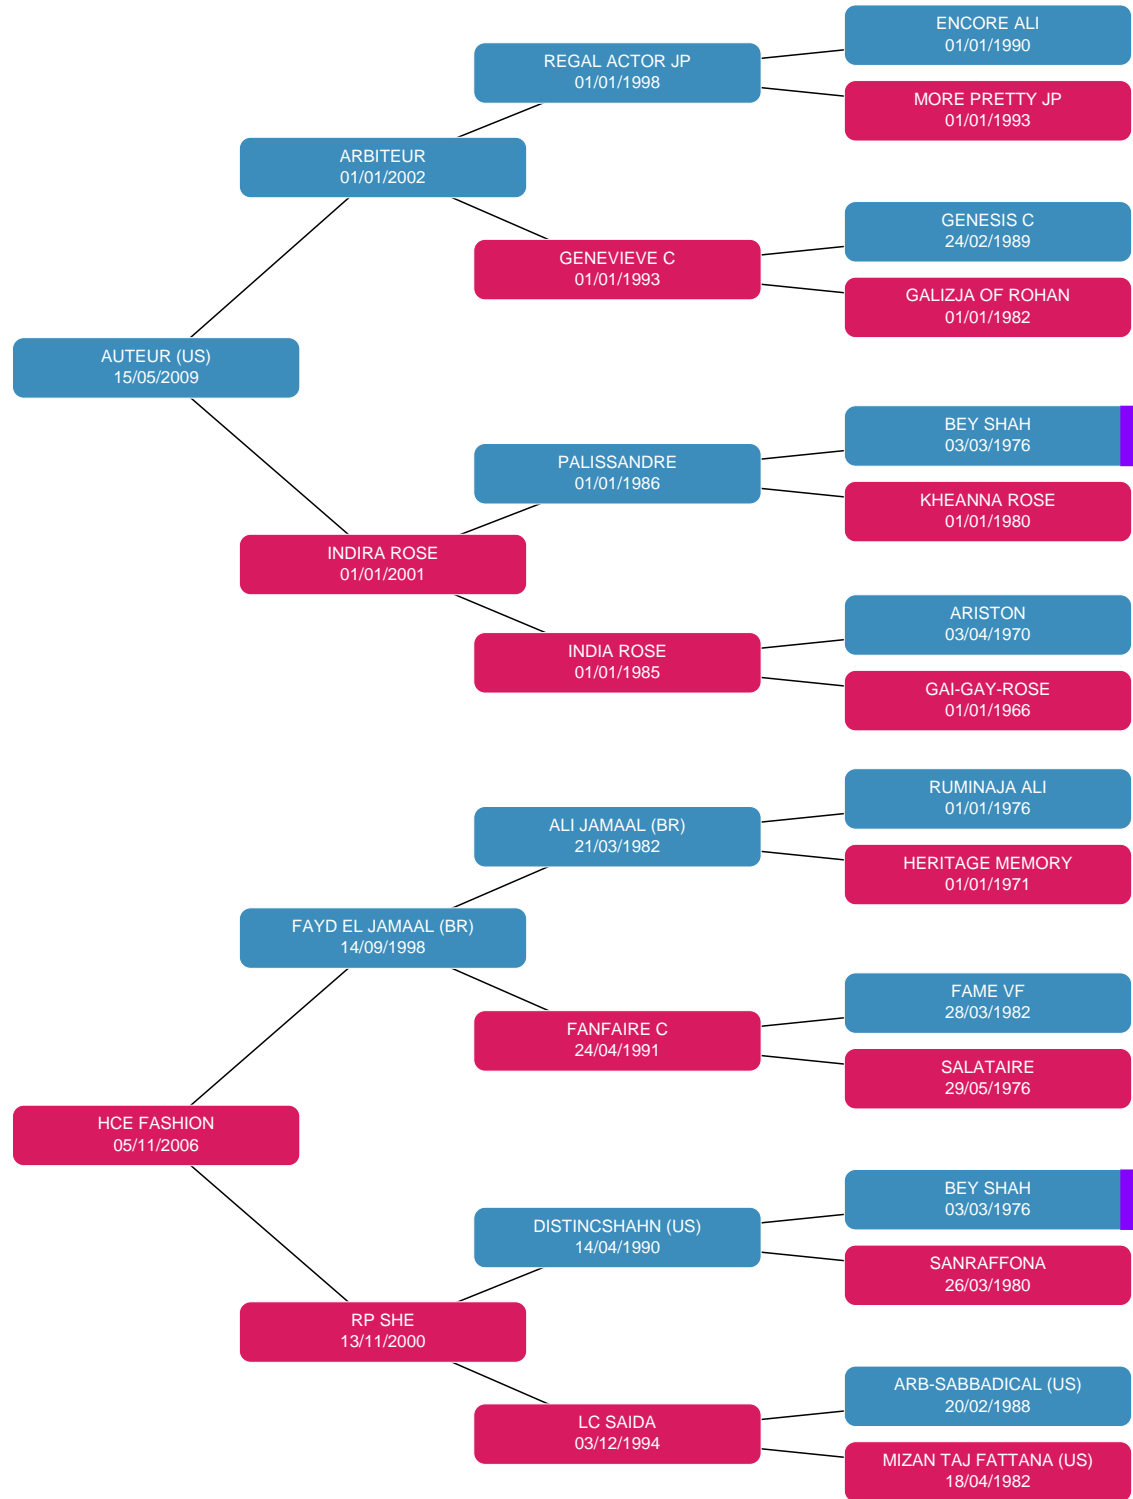 ENCORE ALI
01/01/1990
REGAL ACTOR JP
01/01/1998
MORE PRETTY JP
01/01/1993
ARBITEUR
01/01/2002
GENESIS C
24/02/1989
GENEVIEVE C
01/01/1993
GALIZJA OF ROHAN
01/01/1982
AUTEUR (US)
15/05/2009
BEY SHAH
03/03/1976
PALISSANDRE
01/01/1986
KHEANNA ROSE
01/01/1980
INDIRA ROSE
01/01/2001
ARISTON
03/04/1970
INDIA ROSE
01/01/1985
GAI-GAY-ROSE
01/01/1966
RUMINAJA ALI
01/01/1976
ALI JAMAAL (BR)
21/03/1982
HERITAGE MEMORY
01/01/1971
FAYD EL JAMAAL (BR)
14/09/1998
FAME VF
28/03/1982
FANFAIRE C
24/04/1991
SALATAIRE
29/05/1976
HCE FASHION
05/11/2006
BEY SHAH
03/03/1976
DISTINCSHAHN (US)
14/04/1990
SANRAFFONA
26/03/1980
RP SHE
13/11/2000
ARB-SABBADICAL (US)
20/02/1988
LC SAIDA
03/12/1994
MIZAN TAJ FATTANA (US)
18/04/1982